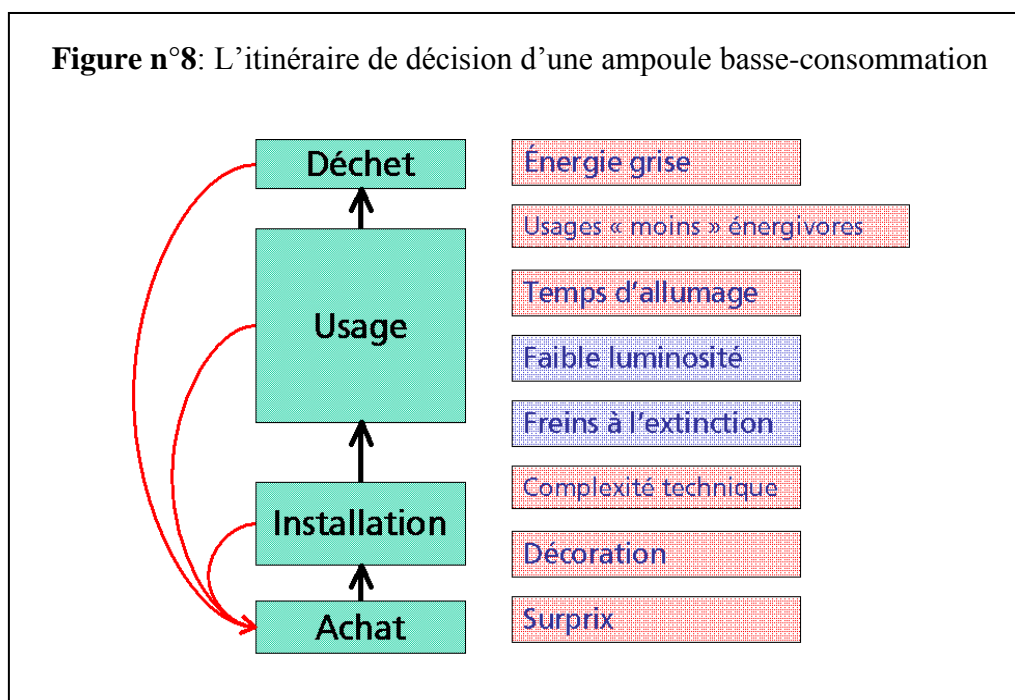 Figure n°8: L'itinéraire de décision d'une ampoule basse-consommation
Déchet
Usage
Installation
Achat
Énergie grise
Usages « moins » énergivores
Temps d'allumage
Faible luminosité
Freins à l'extinction
Complexité technique
Décoration
Surprix